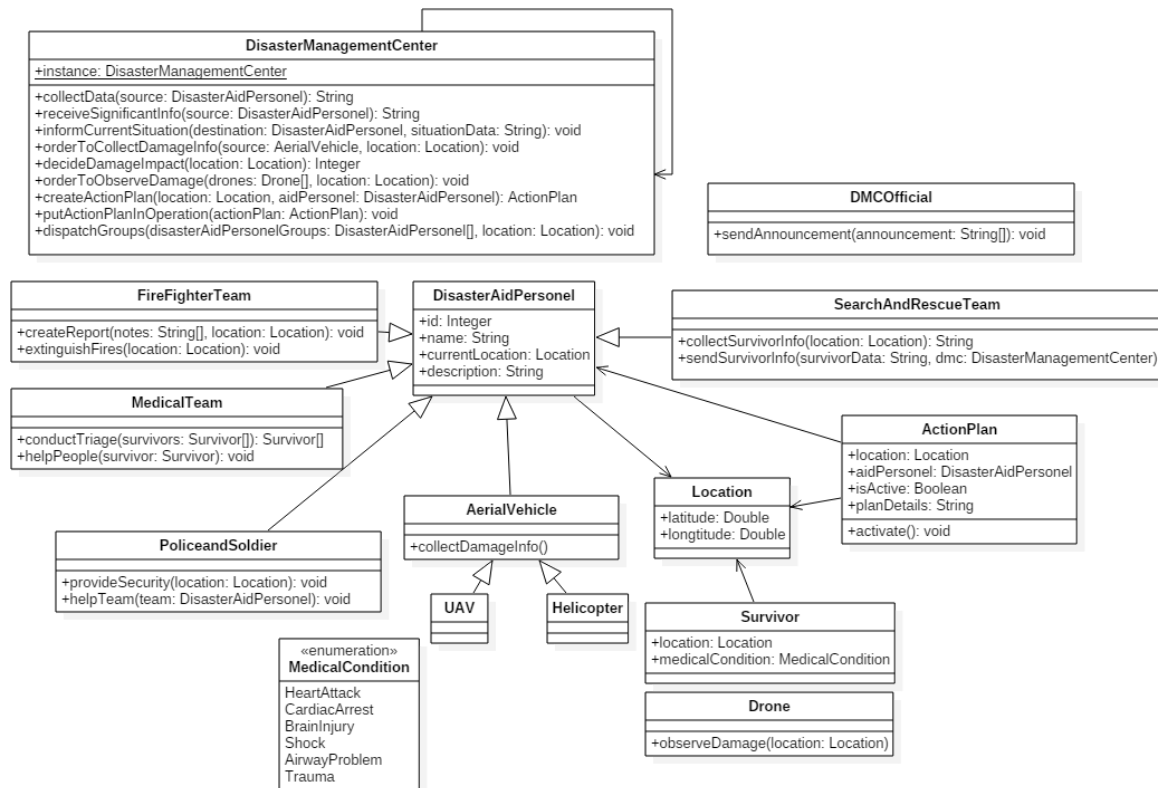 DisasterManagementCenter
+instance: DisasterManagementCenter
+collectData(source: DisasterAidPersonel): String
+receiveSignificantInfo(source: DisasterAidPersonel): String
+informCurrentSituation(destination: DisasterAidPersonel, situationData: String): void
+orderToCollectDamageInfo(source: AerialVehicle, location: Location): void
+decideDamageImpact(location: Location): Integer
+orderToObserveDamage(drones: Drone[], location: Location): void
+createActionPlan(location: Location, aidPersonel: DisasterAidPersonel): ActionPlan
+putActionPlanInOperation(actionPlan: ActionPlan): void
+dispatchGroups(disasterAidPersonelGroups: DisasterAidPersonel[], location: Location): void
DMCOfficial
+sendAnnouncement(announcement: String[]): void
FireFighterTeam
+createReport(notes: String[], location: Location): void
+extinguishFires(location: Location): void
DisasterAidPersonel
+id: Integer
+name: String
+currentLocation: Location
+description: String
SearchAndRescueTeam
+collectSurvivorInfo(location: Location): String
+sendSurvivorInfo(survivorData: String, dmc: DisasterManagementCenter)
MedicalTeam
+conductTriage(survivors: Survivor[]): Survivor[]
+helpPeople(survivor: Survivor): void
ActionPlan
+location: Location
+aidPersonel: DisasterAidPersonel
+isActive: Boolean
+planDetails: String
+activate(): void
Location
+latitude: Double
+longtitude: Double
AerialVehicle
+collectDamageInfo()
PoliceandSoldier
+provideSecurity(location: Location): void
+helpTeam(team: DisasterAidPersonel): void
UAV
Helicopter
Survivor
+location: Location
+medicalCondition: MedicalCondition
«enumeration»
MedicalCondition
HeartAttack
CardiacArrest
BrainInjury
Shock
AirwayProblem
Trauma
Drone
+observeDamage(location: Location)